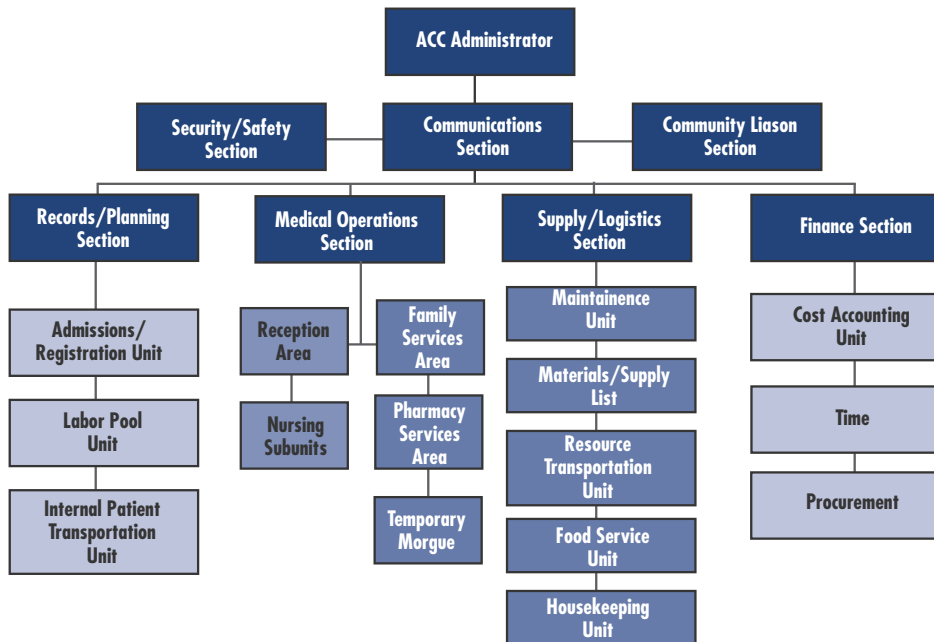 ACC Administrator
Security/Safety
Section
Communications
Section
Community Liason
Section
Records/Planning
Section
Medical Operations
Section
Supply/Logistics
Section
Finance Section
Admissions/
Registration Unit
Labor Pool
Unit
Internal Patient
Transportation
Unit
Reception
Area
Nursing
Subunits
Family
Services
Area
Pharmacy
Services
Area
Temporary
Morgue
Maintainence
Unit
Materials/Supply
List
Resource
Transportation
Unit
Food Service
Unit
Housekeeping
Unit
Cost Accounting
Unit
Time
Procurement